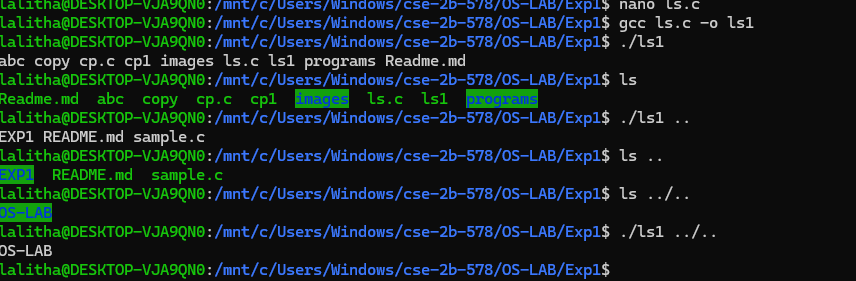 lalitha@DESKTOP-VJA9QN0:/mnt/c/Users/Windows/cse-2b-578/OS-LAB/Exp1$ nano ls.c
lalitha@DESKTOP-VJA9QN0:/mnt/c/Users/Windows/cse-2b-578/OS-LAB/Exp1$ gcc ls.c -o ls1
lalitha@DESKTOP-VJA9QN0:/mnt/c/Users/Windows/cse-2b-578/OS-LAB/Exp1$ ./ls1
abc copy cp.c cp1 images ls.c ls1 programs Readme.md
lalitha@DESKTOP-VJA9QN0:/mnt/c/Users/Windows/cse-2b-578/OS-LAB/Exp1$ ls
Readme.md  abc  copy  cp.c  cp1  images  ls.c  ls1  programs
lalitha@DESKTOP-VJA9QN0:/mnt/c/Users/Windows/cse-2b-578/OS-LAB/Exp1$ ./ls1 ..
EXP1 README.md sample.c
lalitha@DESKTOP-VJA9QN0:/mnt/c/Users/Windows/cse-2b-578/OS-LAB/Exp1$ ls ..
EXP1  README.md  sample.c
lalitha@DESKTOP-VJA9QN0:/mnt/c/Users/Windows/cse-2b-578/OS-LAB/Exp1$ ls ../..
OS-LAB
lalitha@DESKTOP-VJA9QN0:/mnt/c/Users/Windows/cse-2b-578/OS-LAB/Exp1$ ./ls1 ../..
OS-LAB
lalitha@DESKTOP-VJA9QN0:/mnt/c/Users/Windows/cse-2b-578/OS-LAB/Exp1$